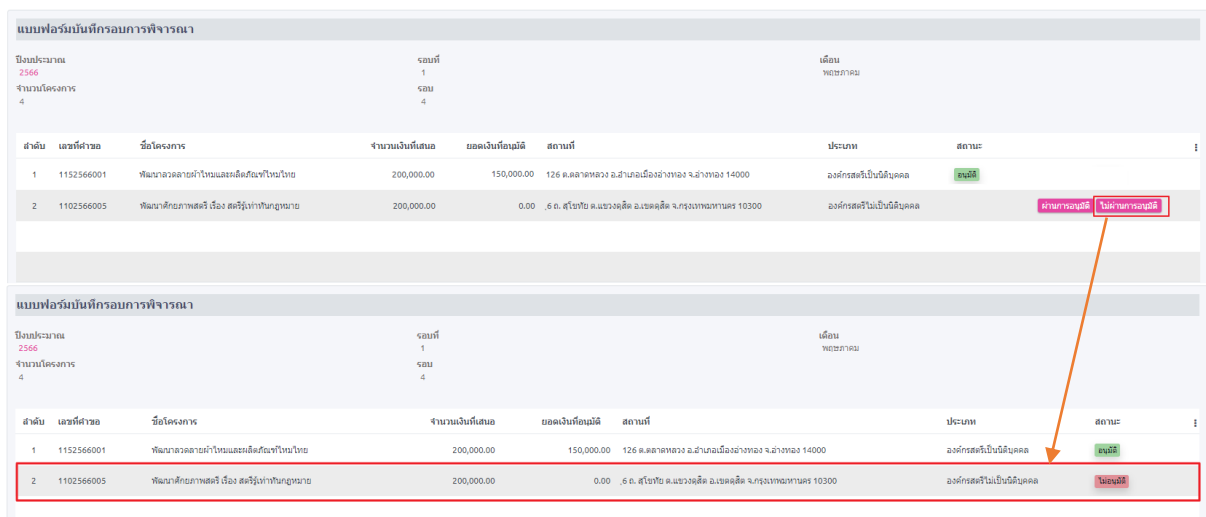 แบบฟอร์มบันทึกรอบการพิจารณา
ปีงบประมาณ รอบที่ เดือน
2566 1 พฤษภาคม
จำนวนโครงการ รอบ
4 4
ลำดับ เลขที่คำขอ ชื่อโครงการ จำนวนเงินที่เสนอ ยอดเงินที่อนุมัติ สถานที่ ประเภท สถานะ
1 1152566001 พัฒนาลวดลายผ้าไหมและผลิตภัณฑ์ไหมไทย 200,000.00 150,000.00 126 ต.ตลาดหลวง อ.อำเภอเมืองอ่างทอง จ.อ่างทอง 14000 องค์กรสตรีเป็นนิติบุคคล อนุมัติ
2 1102566005 พัฒนาศักยภาพสตรี เรื่อง สตรีรู้เท่าทันกฎหมาย 200,000.00 0.00 ,6 ถ. สุโขทัย ต.แขวงดุสิต อ.เขตดุสิต จ.กรุงเทพมหานคร 10300 องค์กรสตรีไม่เป็นนิติบุคคล ผ่านการอนุมัติ ไม่ผ่านการอนุมัติ
แบบฟอร์มบันทึกรอบการพิจารณา
ปีงบประมาณ รอบที่ เดือน
2566 1 พฤษภาคม
จำนวนโครงการ รอบ
4 4
ลำดับ เลขที่คำขอ ชื่อโครงการ จำนวนเงินที่เสนอ ยอดเงินที่อนุมัติ สถานที่ ประเภท สถานะ
1 1152566001 พัฒนาลวดลายผ้าไหมและผลิตภัณฑ์ไหมไทย 200,000.00 150,000.00 126 ต.ตลาดหลวง อ.อำเภอเมืองอ่างทอง จ.อ่างทอง 14000 องค์กรสตรีเป็นนิติบุคคล อนุมัติ
2 1102566005 พัฒนาศักยภาพสตรี เรื่อง สตรีรู้เท่าทันกฎหมาย 200,000.00 0.00 ,6 ถ. สุโขทัย ต.แขวงดุสิต อ.เขตดุสิต จ.กรุงเทพมหานคร 10300 องค์กรสตรีไม่เป็นนิติบุคคล ไม่อนุมัติ